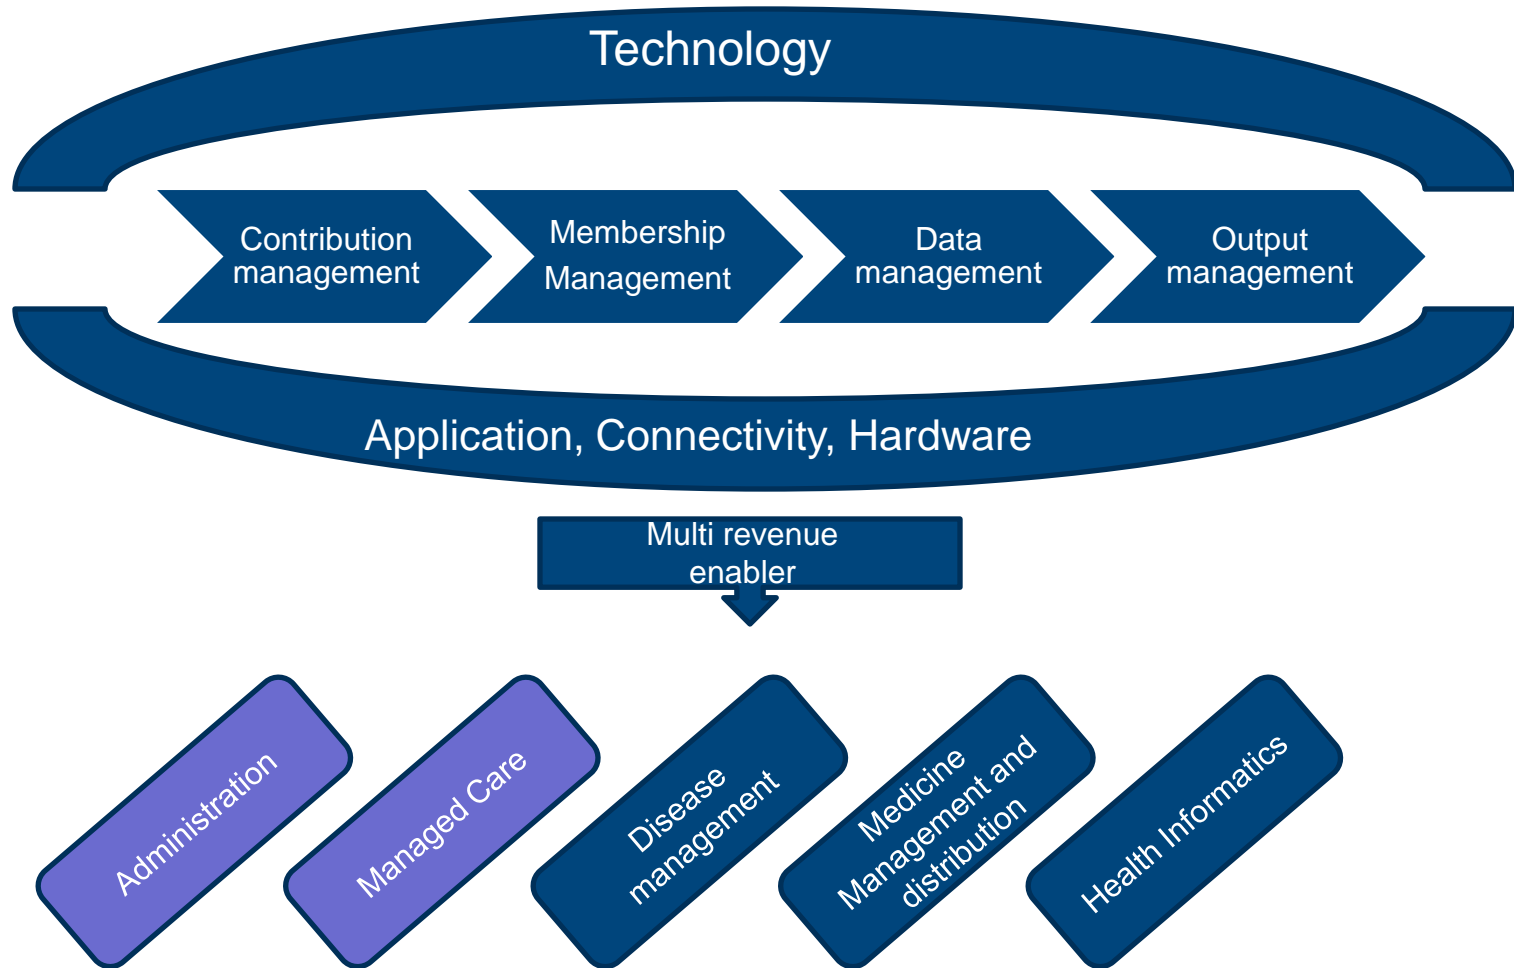 Technology
Contribution
management
Membership
Management
Data
management
Output
management
Application, Connectivity, Hardware
Multi revenue
enabler
Administration
Managed Care
Disease
management
Medicine
Management and
distribution
Health Informatics